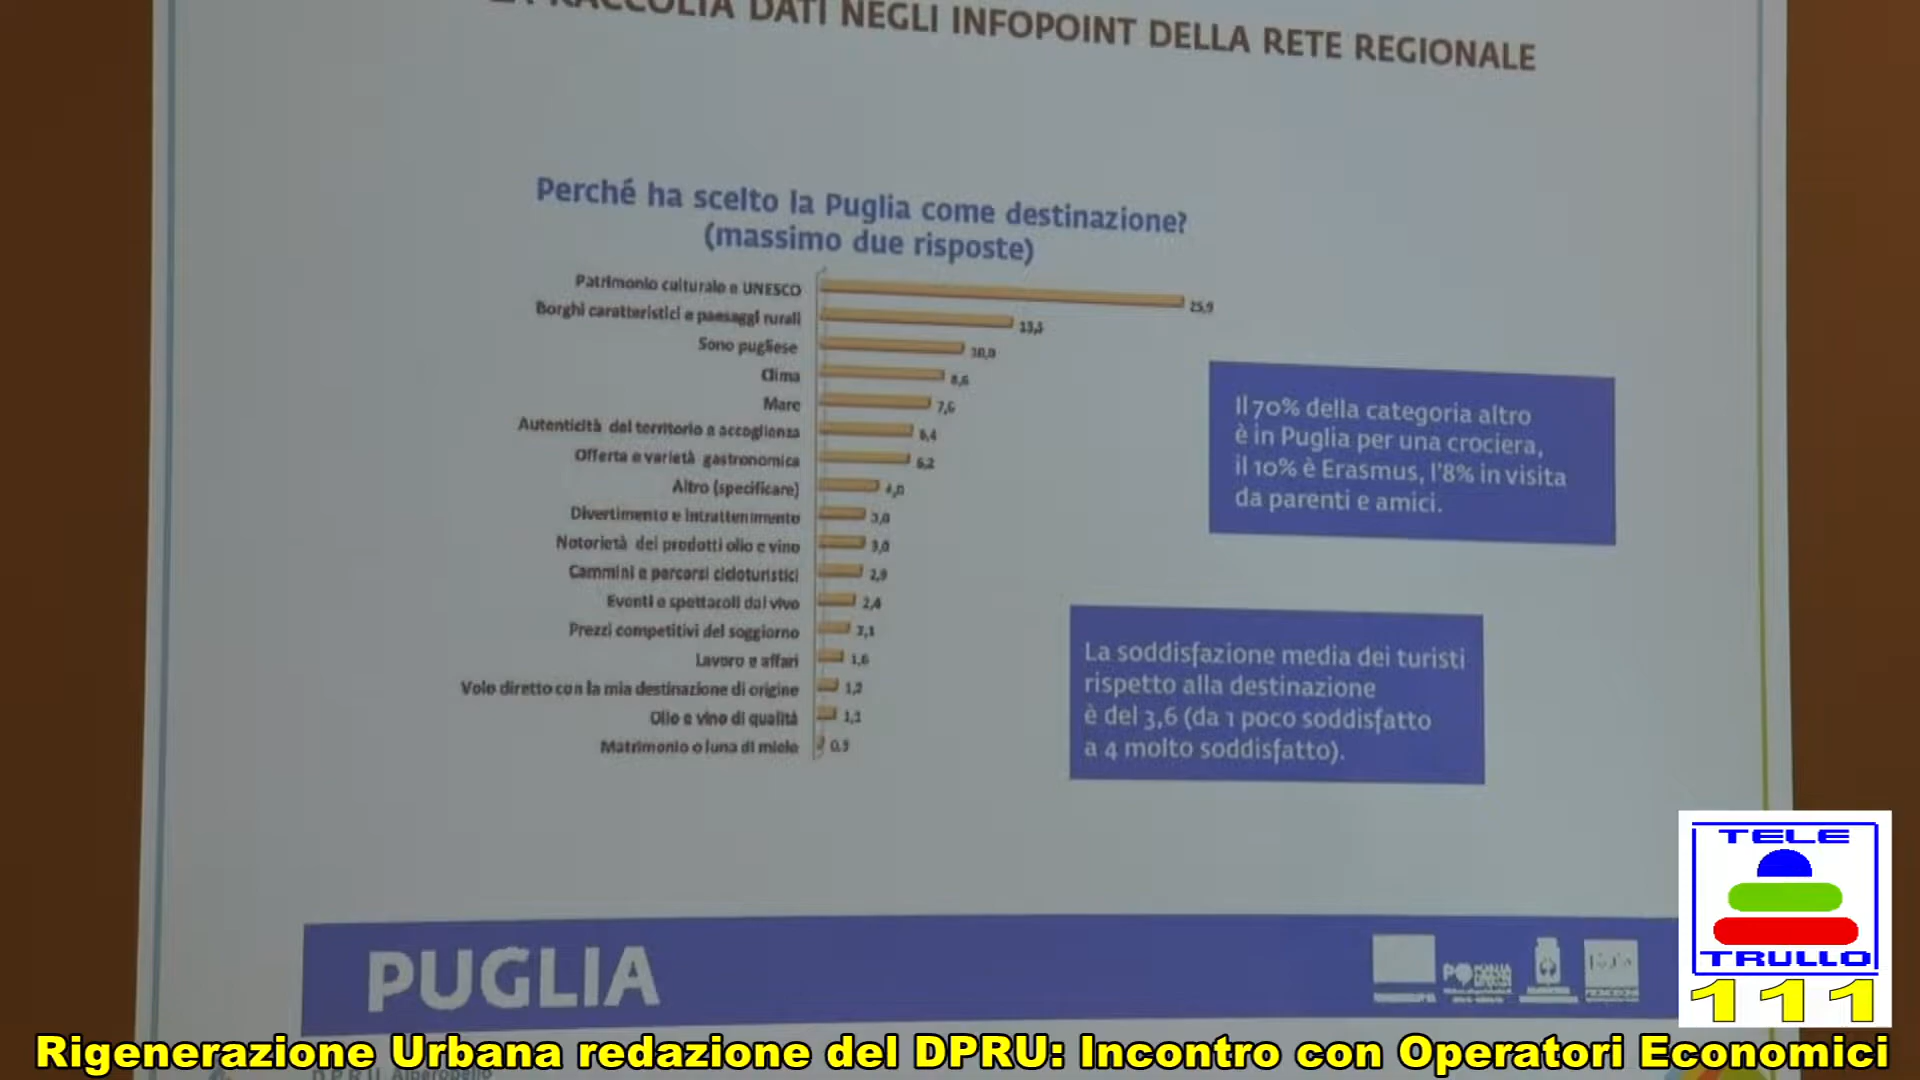 RACCOLTA DATI NEGLI INFOPOINT DELLA RETE REGIONALE
Perché ha scelto la Puglia come destinazione?
(massimo due risposte)
Patrimonio culturale e UNESCO 25,9
Borghi caratteristici e paesaggi rurali 13,5
Sono pugliese 10,0
Clima 8,6
Mare 7,6
Autenticità del territorio e accoglienza 6,4
Offerta e varietà gastronomica 6,2
Altro (specificare) 4,0
Divertimento e intrattenimento 3,0
Notorietà dei prodotti olio e vino 3,0
Cammini e percorsi cicloturistici 2,9
Eventi e spettacoli dal vivo 2,4
Prezzi competitivi del soggiorno 2,1
Lavoro e affari 1,6
Volo diretto con la mia destinazione di origine 1,2
Olio e vino di qualità 1,1
Matrimonio o luna di miele
Il 70% della categoria altro
è in Puglia per una crociera,
il 10% è Erasmus, l'8% in visita
da parenti e amici.
La soddisfazione media dei turisti
rispetto alla destinazione
è del 3,6 (da 1 poco soddisfatto
a 4 molto soddisfatto).
PUGLIA
TELE
TRULLO
111
Rigenerazione Urbana redazione del DPRU: Incontro con Operatori Economici